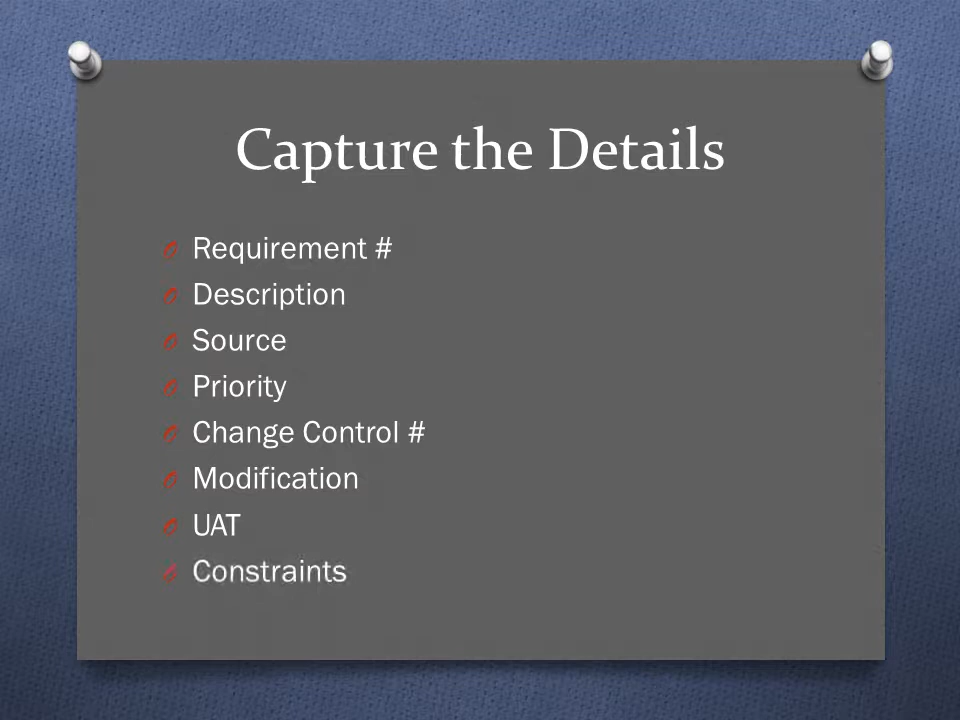 Capture the Details
Requirement #
Description
Source
Priority
Change Control #
Modification
UAT
Constraints